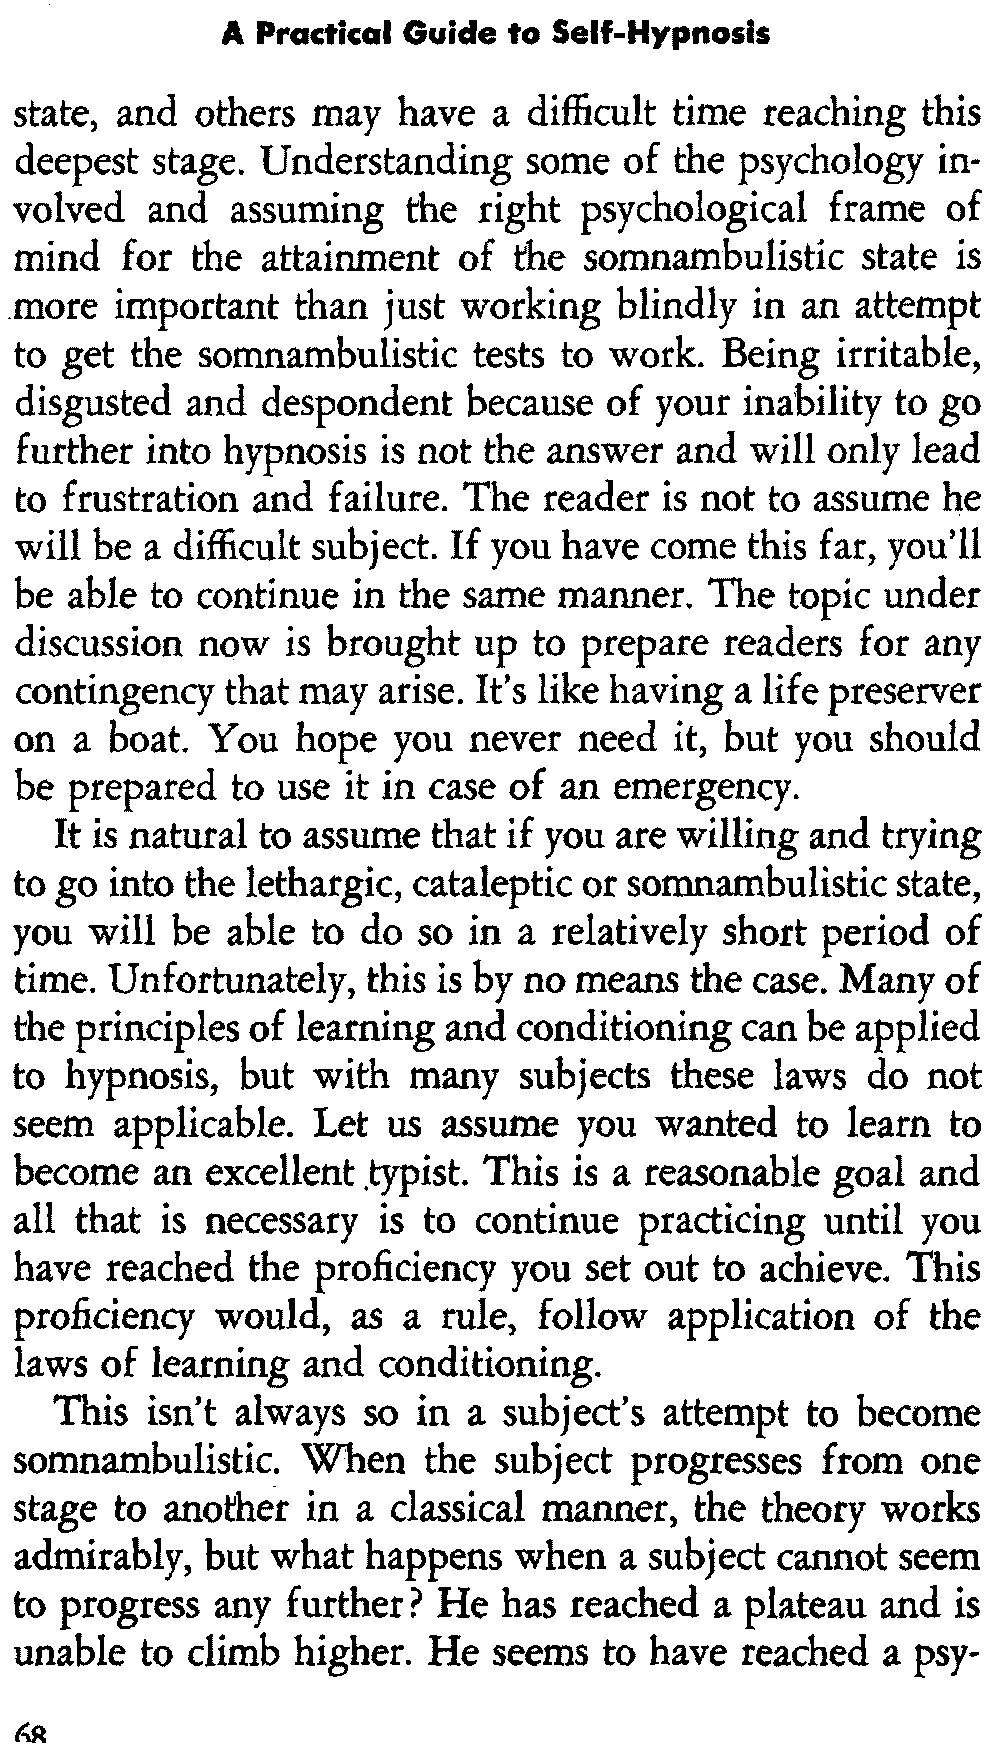 A Practical Guide to Self-Hypnosis
state, and others may have a difficult time reaching this
deepest stage. Understanding some of the psychology in-
volved and assuming the right psychological frame of
mind for the attainment of the somnambulistic state is
more important than just working blindly in an attempt
to get the somnambulistic tests to work. Being irritable,
disgusted and despondent because of your inability to go
further into hypnosis is not the answer and will only lead
to frustration and failure. The reader is not to assume he
will be a difficult subject. If you have come this far, you'll
be able to continue in the same manner. The topic under
discussion now is brought up to prepare readers for any
contingency that may arise. It's like having a life preserver
on a boat. You hope you never need it, but you should
be prepared to use it in case of an emergency.
It is natural to assume that if you are willing and trying
to go into the lethargic, cataleptic or somnambulistic state,
you will be able to do so in a relatively short period of
time. Unfortunately, this is by no means the case. Many of
the principles of learning and conditioning can be applied
to hypnosis, but with many subjects these laws do not
seem applicable. Let us assume you wanted to learn to
become an excellent typist. This is a reasonable goal and
all that is necessary is to continue practicing until you
have reached the proficiency you set out to achieve. This
proficiency would, as a rule, follow application of the
laws of learning and conditioning.
This isn't always so in a subject's attempt to become
somnambulistic. When the subject progresses from one
stage to another in a classical manner, the theory works
admirably, but what happens when a subject cannot seem
to progress any further? He has reached a plateau and is
unable to climb higher. He seems to have reached a psy-
68